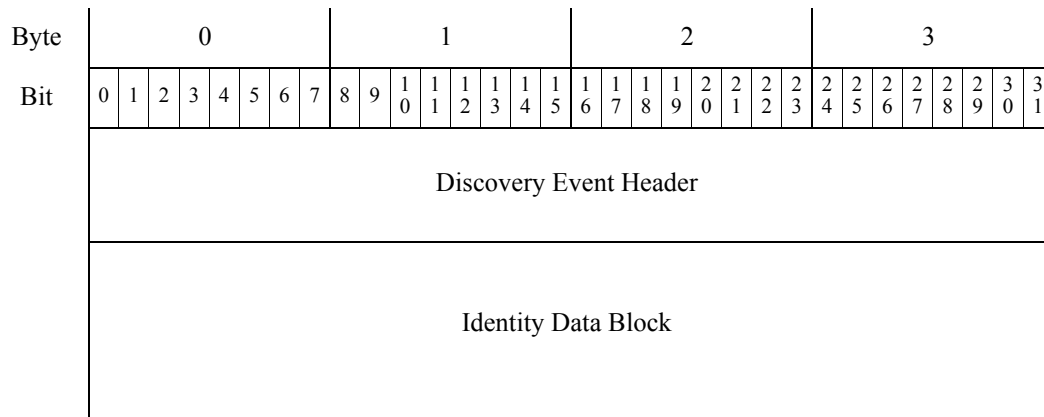 Byte 0 1 2 3
Bit 0 1 2 3 4 5 6 7 8 9 10 11 12 13 14 15 16 17 18 19 20 21 22 23 24 25 26 27 28 29 30 31
Discovery Event Header
Identity Data Block